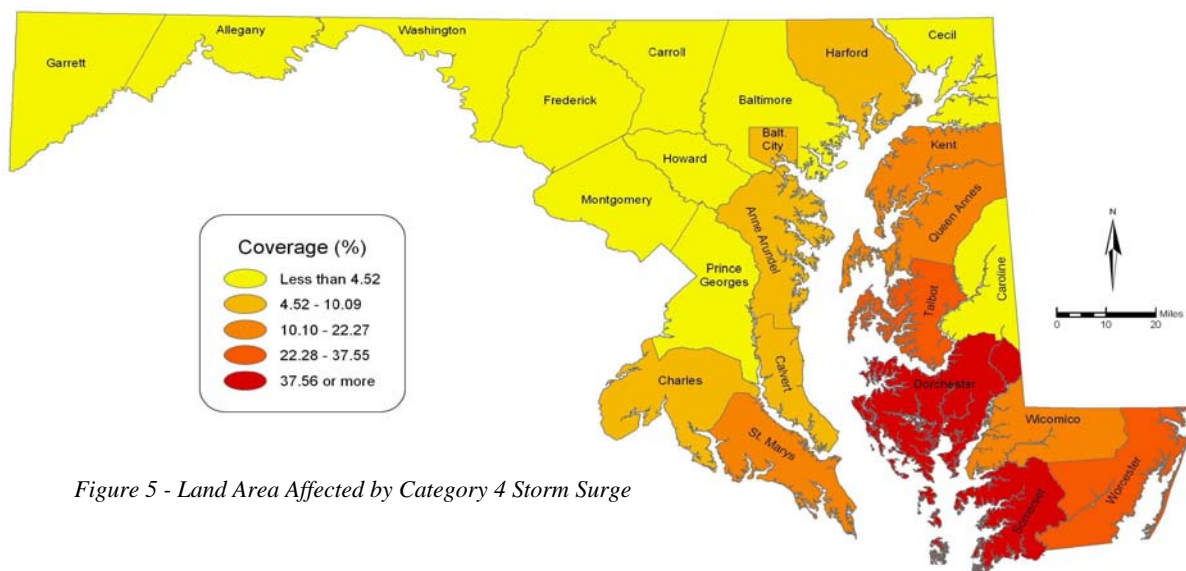 Garrett
Allegany
Washington
Frederick
Carroll
Baltimore
Harford
Cecil
Balt.
City
Howard
Montgomery
Kent
Queen Annes
Anne Arundel
Prince
Georges
Talbot
Caroline
Calvert
Charles
St. Marys
Dorchester
Wicomico
Worcester
Somerset
Coverage (%)
Less than 4.52
4.52 - 10.09
10.10 - 22.27
22.28 - 37.55
37.56 or more
N
Miles
0 10 20
Figure 5 - Land Area Affected by Category 4 Storm Surge